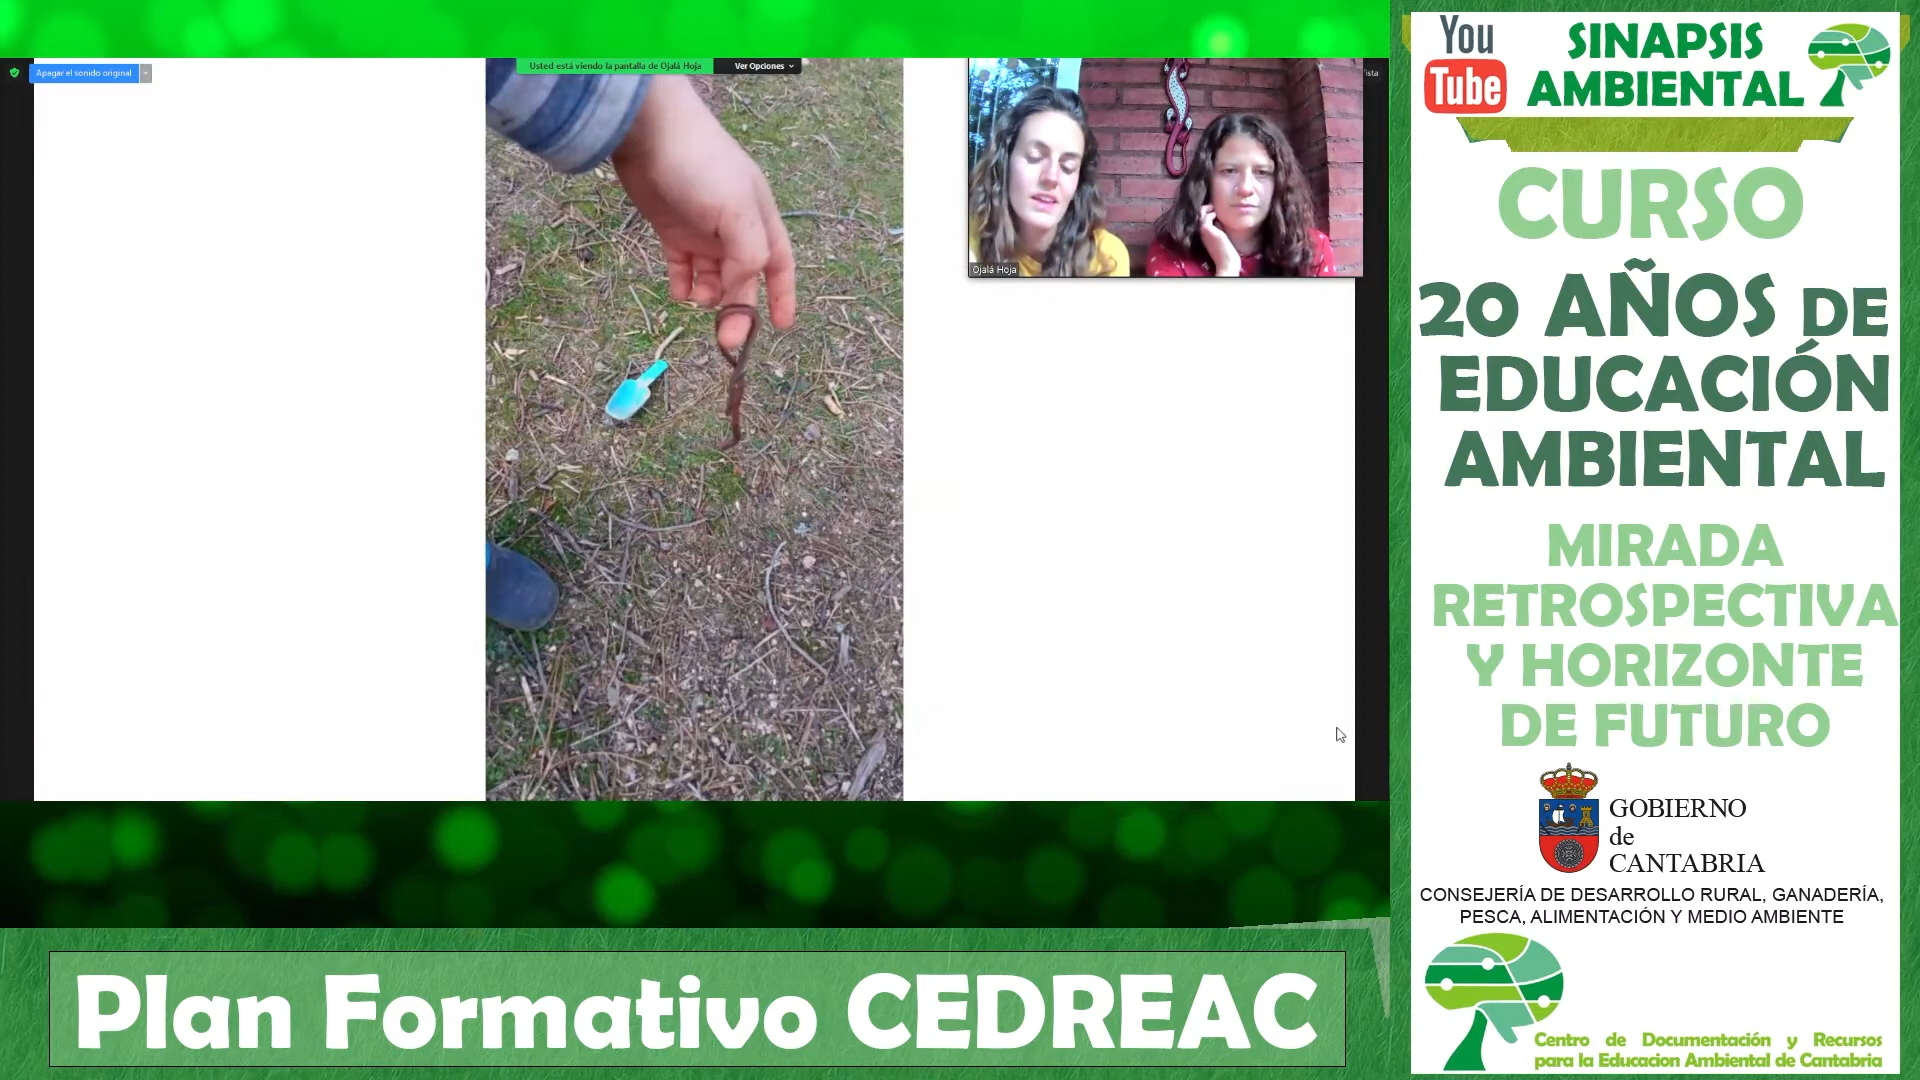 Apagar el sonido original
Usted está viendo la pantalla de Ojalá Hoja
Ver Opciones
Ojalá Hoja
You
Tube
SINAPSIS
AMBIENTAL
CURSO
20 AÑOS DE
EDUCACIÓN
AMBIENTAL
MIRADA
RETROSPECTIVA
Y HORIZONTE
DE FUTURO
GOBIERNO
de
CANTABRIA
CONSEJERÍA DE DESARROLLO RURAL, GANADERÍA,
PESCA, ALIMENTACIÓN Y MEDIO AMBIENTE
Centro de Documentación y Recursos
para la Educacion Ambiental de Cantabria
Plan Formativo CEDREAC